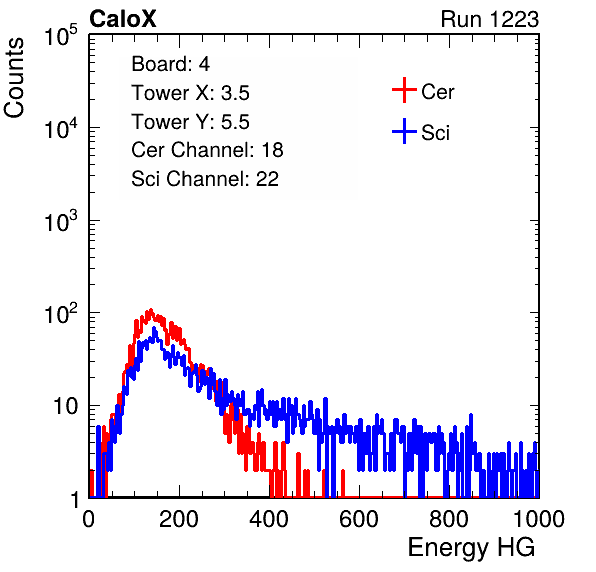 CaloX Run 1223
Counts
10^5
10^4
10^3
10^2
10
1
Board: 4
Tower X: 3.5
Tower Y: 5.5
Cer Channel: 18
Sci Channel: 22
Cer
Sci
0 200 400 600 800 1000
Energy HG